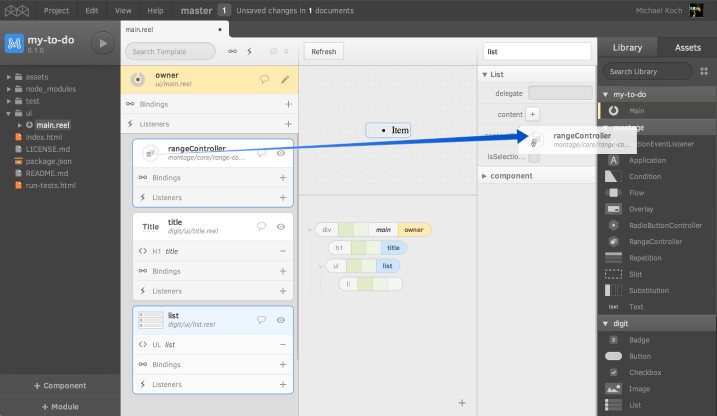 Project
Edit
View
Help
master 1 Unsaved changes in 1 documents
Michael Koch
my-to-do
0.1.0
assets
node_modules
test
ui
main.reel
index.html
LICENSE.md
package.json
README.md
run-tests.html
+ Component
+ Module
main.reel
Search Template
0
owner
ui/main.reel
Bindings
Listeners
rangeController
montage/core/range-co...
Bindings
Listeners
Title
title
digit/ui/title.reel
<> H1 title
Bindings
Listeners
list
digit/ui/list.reel
<> UL list
Bindings
Listeners
Refresh
Item
div main owner
h1 title
ul list
li
list
List
delegate
content +
rangeController
montage/core/range-co...
isSelectio...
component
Library
Assets
Search Library
my-to-do
Main
montage
Application
Condition
Flow
Overlay
RadioButtonController
RangeController
Repetition
Slot
Substitution
text Text
digit
3 Badge
Button
Checkbox
Image
List